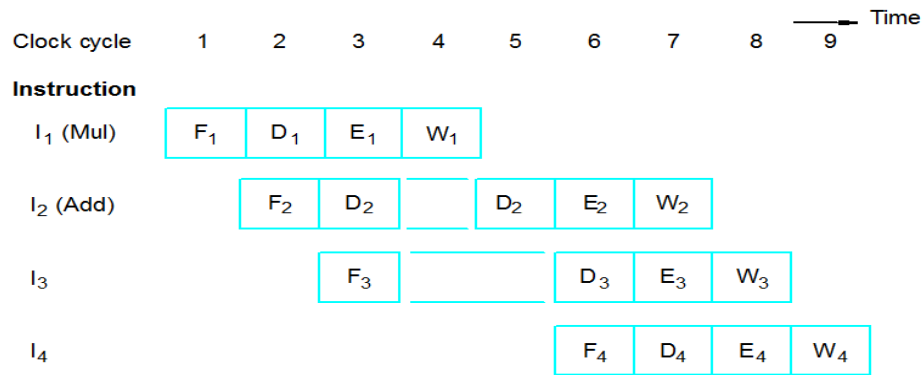 Time
Clock cycle 1 2 3 4 5 6 7 8 9
Instruction
I1 (Mul) F1 D1 E1 W1
I2 (Add) F2 D2 D2 E2 W2
I3 F3 D3 E3 W3
I4 F4 D4 E4 W4